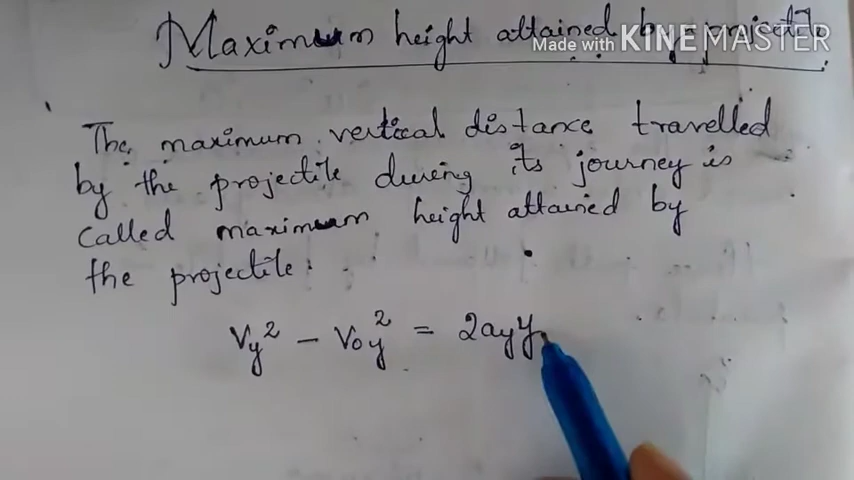 Maximum height attained by projectile
Made with KINEMASTER
The maximum vertical distance travelled
by the projectile during its journey is
called maximum height attained by
the projectile.
Vy² - Voy² = 2ayy